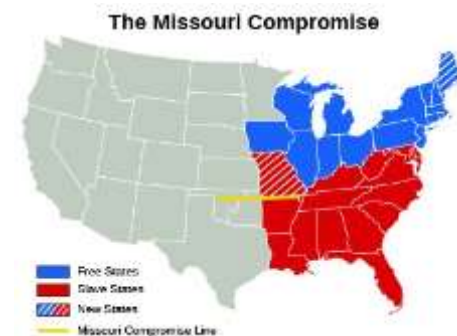 The Missouri Compromise
Free States
Slave States
New States
Missouri Compromise Line